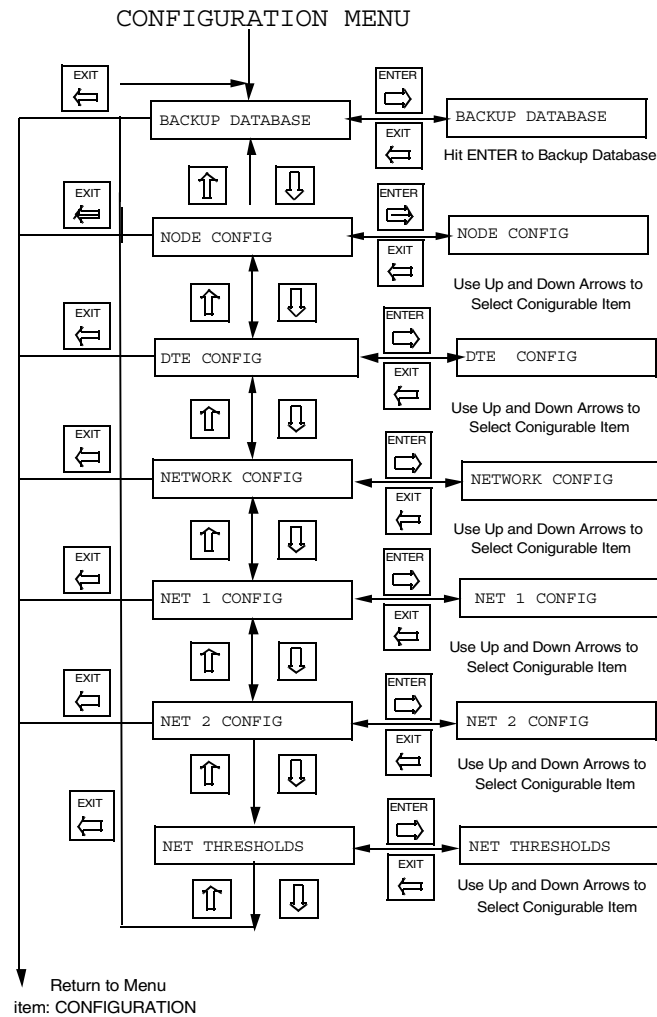 CONFIGURATION MENU
EXIT
ENTER
BACKUP DATABASE
BACKUP DATABASE
EXIT
Hit ENTER to Backup Database
EXIT
ENTER
NODE CONFIG
NODE CONFIG
EXIT
Use Up and Down Arrows to
Select Conigurable Item
EXIT
ENTER
DTE CONFIG
DTE CONFIG
EXIT
Use Up and Down Arrows to
Select Conigurable Item
EXIT
ENTER
NETWORK CONFIG
NETWORK CONFIG
EXIT
Use Up and Down Arrows to
Select Conigurable Item
EXIT
ENTER
NET 1 CONFIG
NET 1 CONFIG
EXIT
Use Up and Down Arrows to
Select Conigurable Item
EXIT
ENTER
NET 2 CONFIG
NET 2 CONFIG
EXIT
Use Up and Down Arrows to
Select Conigurable Item
EXIT
ENTER
NET THRESHOLDS
NET THRESHOLDS
EXIT
Use Up and Down Arrows to
Select Conigurable Item
Return to Menu
item: CONFIGURATION